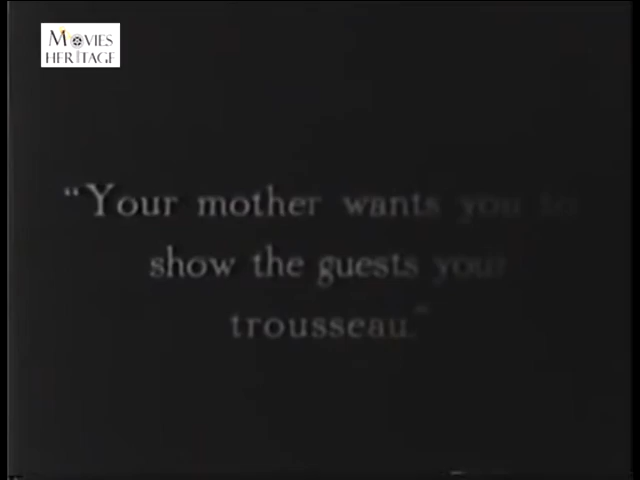 MOVIES
HERITAGE
"Your mother wants you to
show the guests your
trousseau."